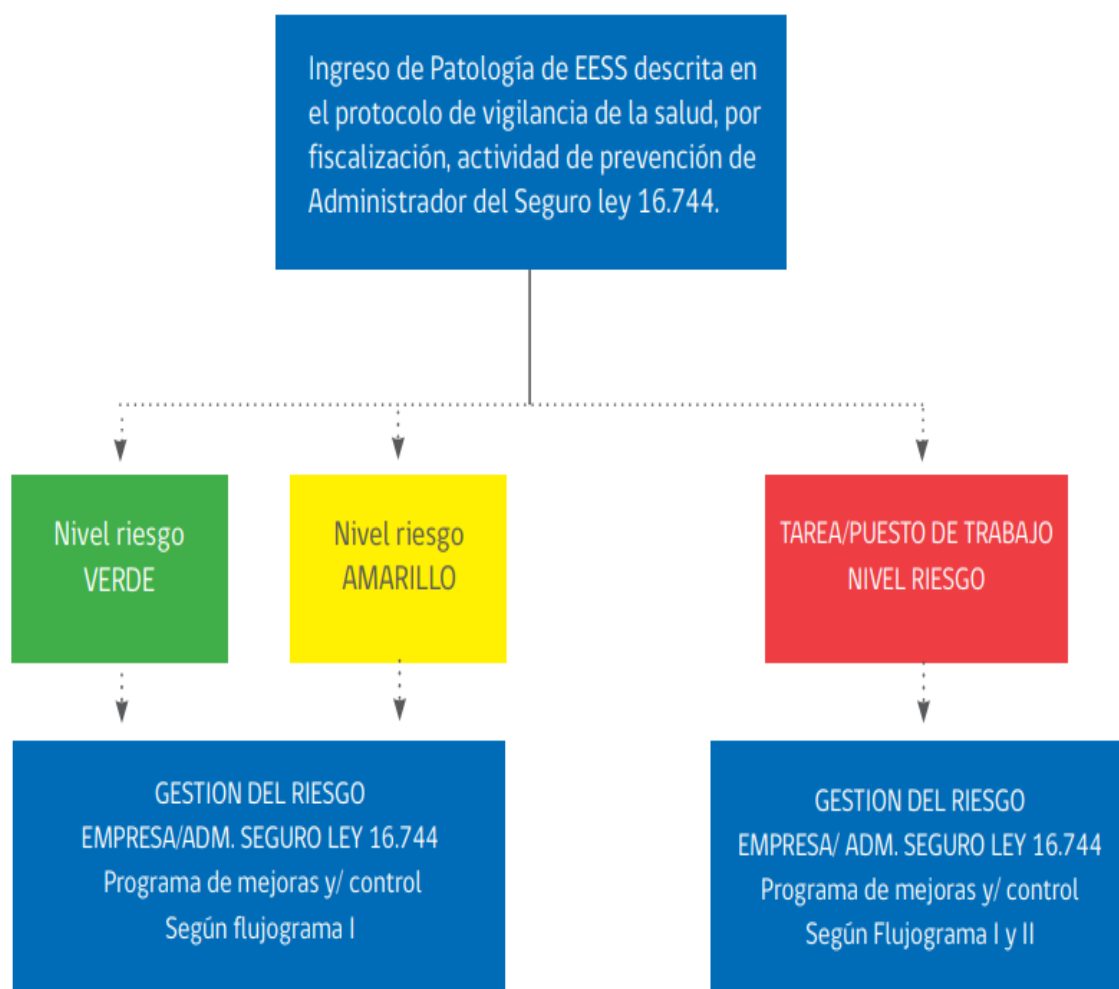 Ingreso de Patología de EESS descrita en
el protocolo de vigilancia de la salud, por
fiscalización, actividad de prevención de
Administrador del Seguro ley 16.744.
Nivel riesgo
VERDE
Nivel riesgo
AMARILLO
TAREA/PUESTO DE TRABAJO
NIVEL RIESGO
GESTION DEL RIESGO
EMPRESA/ADM. SEGURO LEY 16.744
Programa de mejoras y/ control
Según flujograma I
GESTION DEL RIESGO
EMPRESA/ ADM. SEGURO LEY 16.744
Programa de mejoras y/ control
Según Flujograma I y II